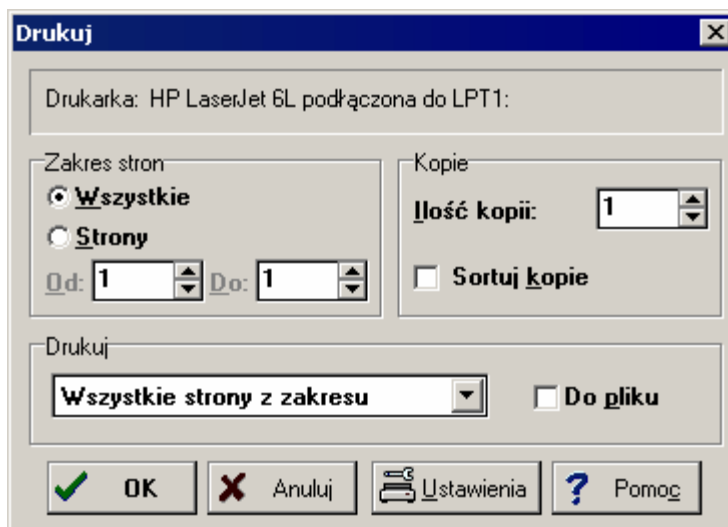 Drukuj
Drukarka: HP LaserJet 6L podłączona do LPT1:
Zakres stron
Wszystkie
Strony
Od: 1 Do: 1
Kopie
Ilość kopii: 1
Sortuj kopie
Drukuj
Wszystkie strony z zakresu Do pliku
OK Anuluj Ustawienia ? Pomoc